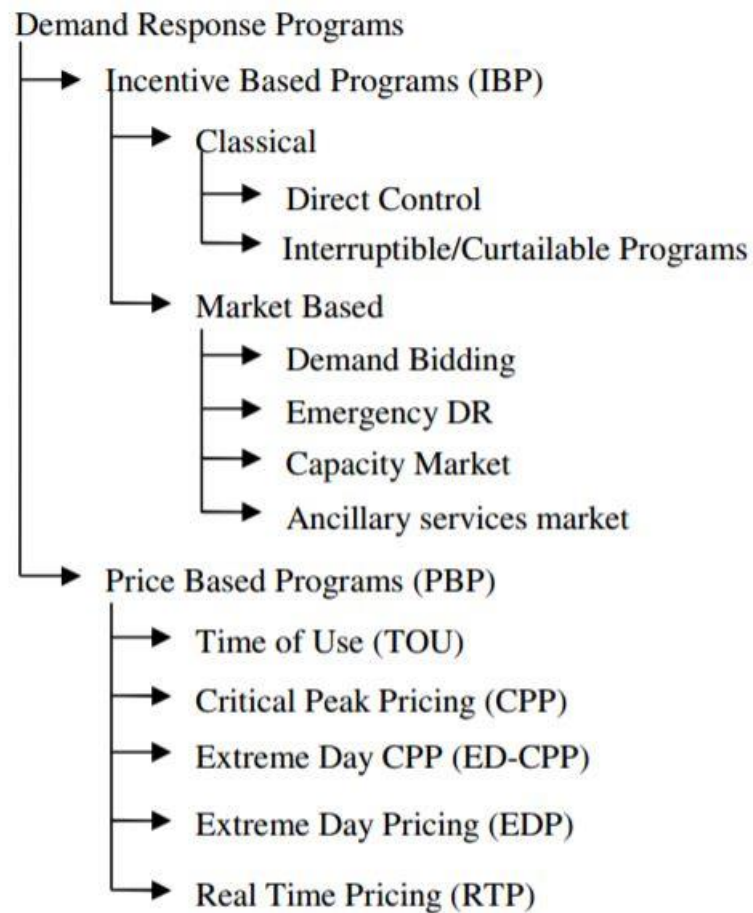 Demand Response Programs
Incentive Based Programs (IBP)
Classical
Direct Control
Interruptible/Curtailable Programs
Market Based
Demand Bidding
Emergency DR
Capacity Market
Ancillary services market
Price Based Programs (PBP)
Time of Use (TOU)
Critical Peak Pricing (CPP)
Extreme Day CPP (ED-CPP)
Extreme Day Pricing (EDP)
Real Time Pricing (RTP)